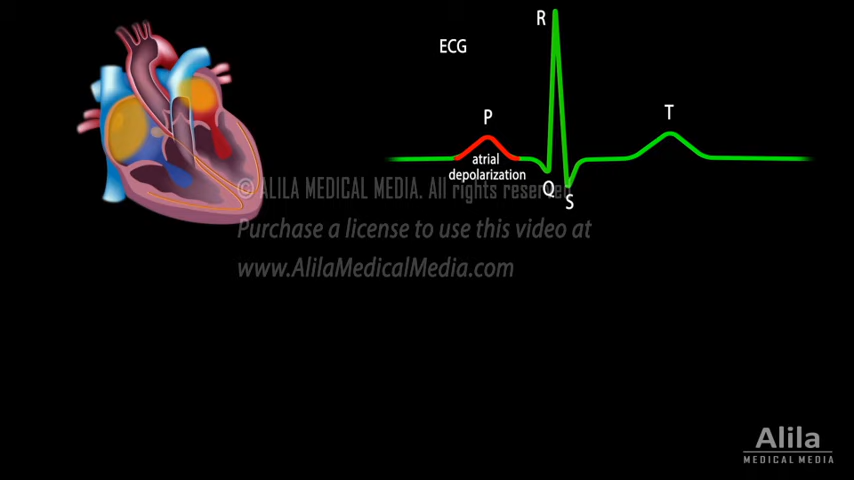 R
ECG
P
T
atrial
depolarization
Q
S
© ALILA MEDICAL MEDIA. All rights reserved.
Purchase a license to use this video at
www.AlilaMedicalMedia.com
Alila
MEDICAL MEDIA